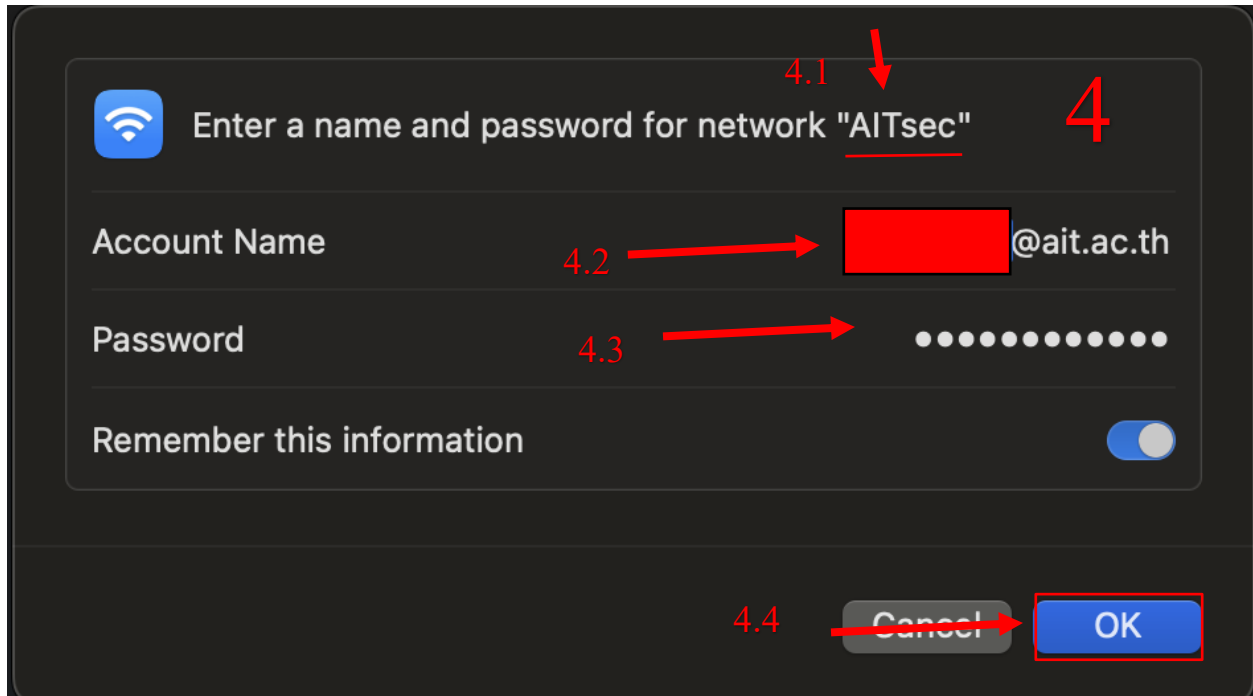 4.1
4
Enter a name and password for network "AITsec"
Account Name
4.2
@ait.ac.th
Password
4.3
●●●●●●●●●●●●
Remember this information
4.4
Cancel
OK